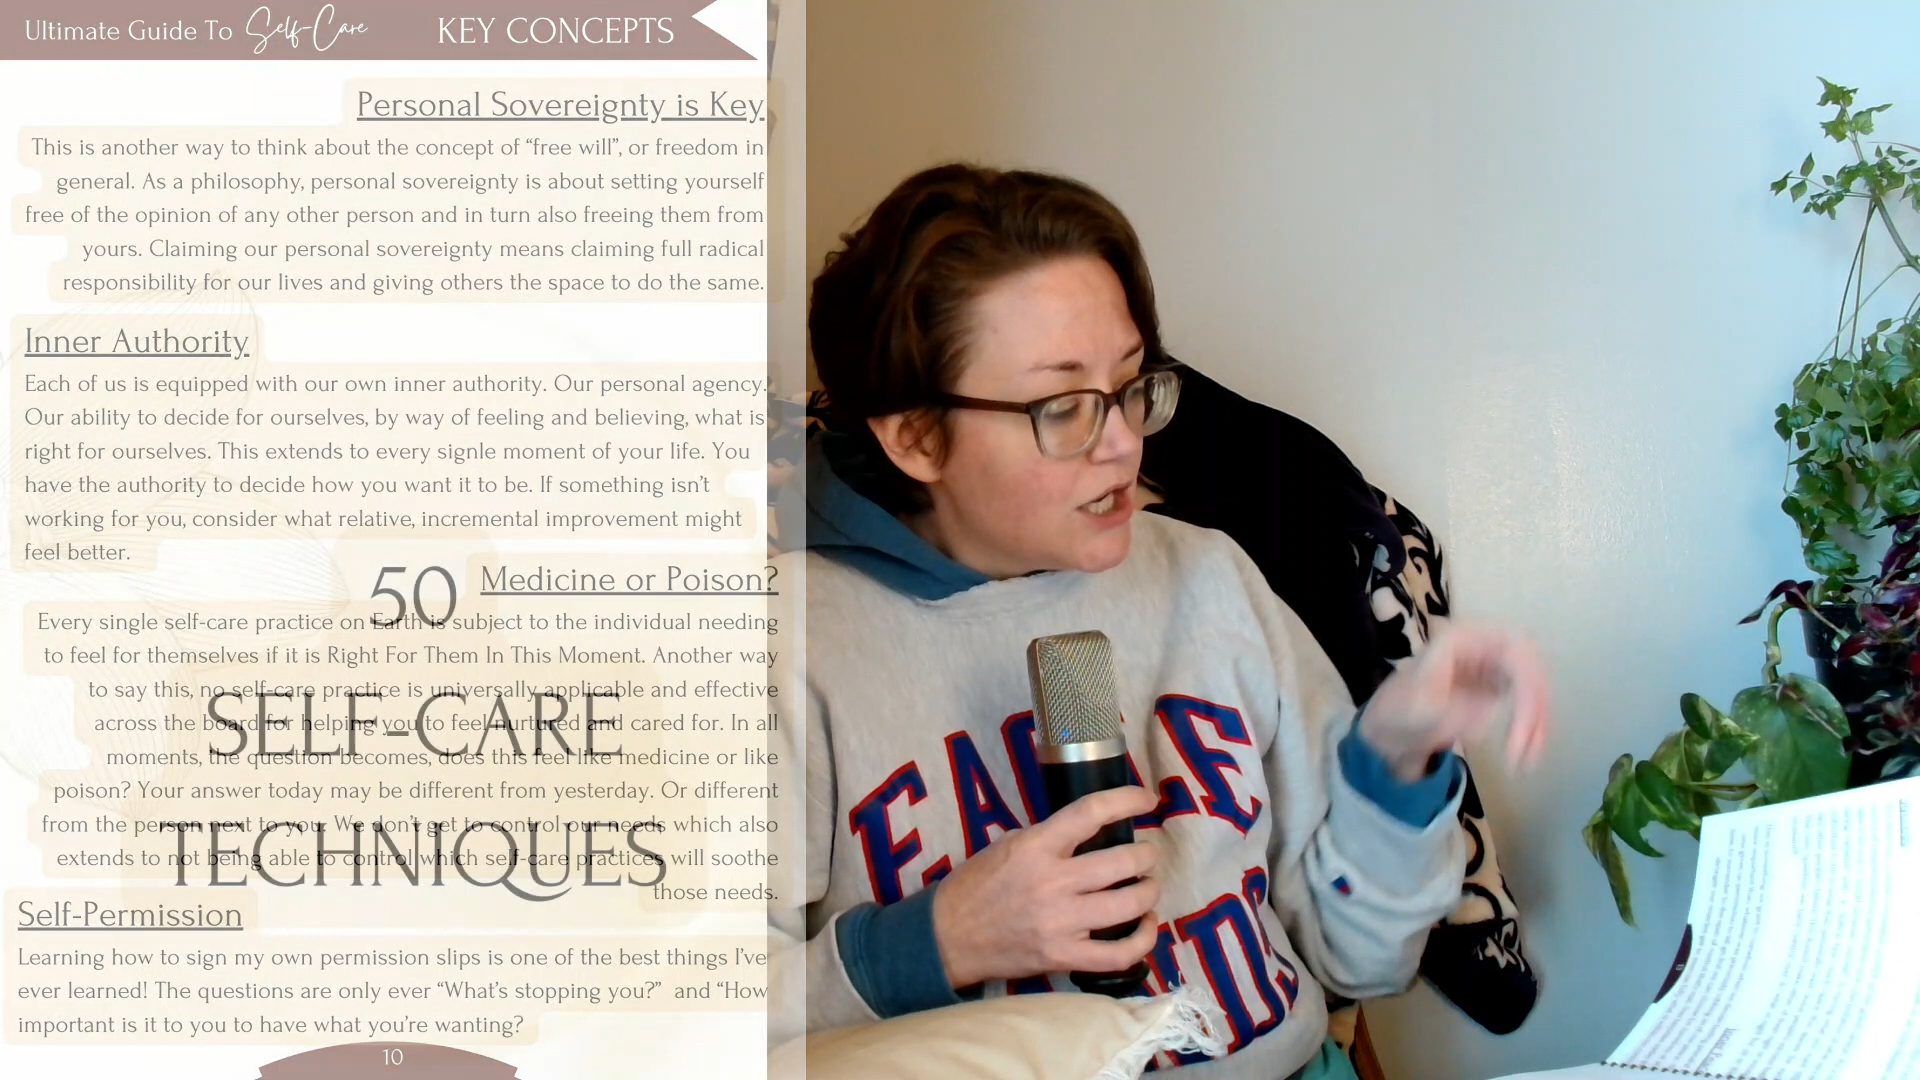 Ultimate Guide To Self-Care
KEY CONCEPTS
Personal Sovereignty is Key
This is another way to think about the concept of “free will”, or freedom in
general. As a philosophy, personal sovereignty is about setting yourself
free of the opinion of any other person and in turn also freeing them from
yours. Claiming our personal sovereignty means claiming full radical
responsibility for our lives and giving others the space to do the same.
Inner Authority
Each of us is equipped with our own inner authority. Our personal agency.
Our ability to decide for ourselves, by way of feeling and believing, what is
right for ourselves. This extends to every signle moment of your life. You
have the authority to decide how you want it to be. If something isn’t
working for you, consider what relative, incremental improvement might
feel better.
Medicine or Poison?
Every single self-care practice on Earth is subject to the individual needing
to feel for themselves if it is Right For Them In This Moment. Another way
to say this, no self-care practice is universally applicable and effective
across the board for helping you to feel nurtured and cared for. In all
moments, the question becomes, does this feel like medicine or like
poison? Your answer today may be different from yesterday. Or different
from the person next to you. We don’t get to control our needs which also
extends to not being able to control which self-care practices will soothe
those needs.
50
SELF-CARE
TECHNIQUES
Self-Permission
Learning how to sign my own permission slips is one of the best things I’ve
ever learned! The questions are only ever “What’s stopping you?” and “How
important is it to you to have what you’re wanting?
10
EAGLE